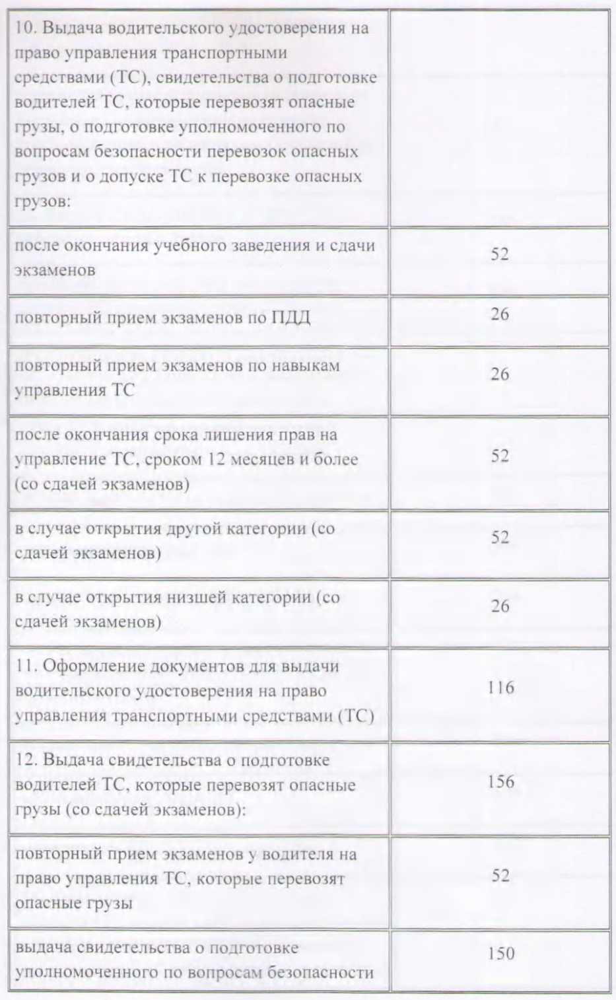 10. Выдача водительского удостоверения на
право управления транспортными
средствами (ТС), свидетельства о подготовке
водителей ТС, которые перевозят опасные
грузы, о подготовке уполномоченного по
вопросам безопасности перевозок опасных
грузов и о допуске ТС к перевозке опасных
грузов:
после окончания учебного заведения и сдачи
экзаменов
52
повторный прием экзаменов по ПДД
26
повторный прием экзаменов по навыкам
управления ТС
26
после окончания срока лишения прав на
управление ТС, сроком 12 месяцев и более
(со сдачей экзаменов)
52
в случае открытия другой категории (со
сдачей экзаменов)
52
в случае открытия низшей категории (со
сдачей экзаменов)
26
11. Оформление документов для выдачи
водительского удостоверения на право
управления транспортными средствами (ТС)
116
12. Выдача свидетельства о подготовке
водителей ТС, которые перевозят опасные
грузы (со сдачей экзаменов):
156
повторный прием экзаменов у водителя на
право управления ТС, которые перевозят
опасные грузы
52
выдача свидетельства о подготовке
уполномоченного по вопросам безопасности
150